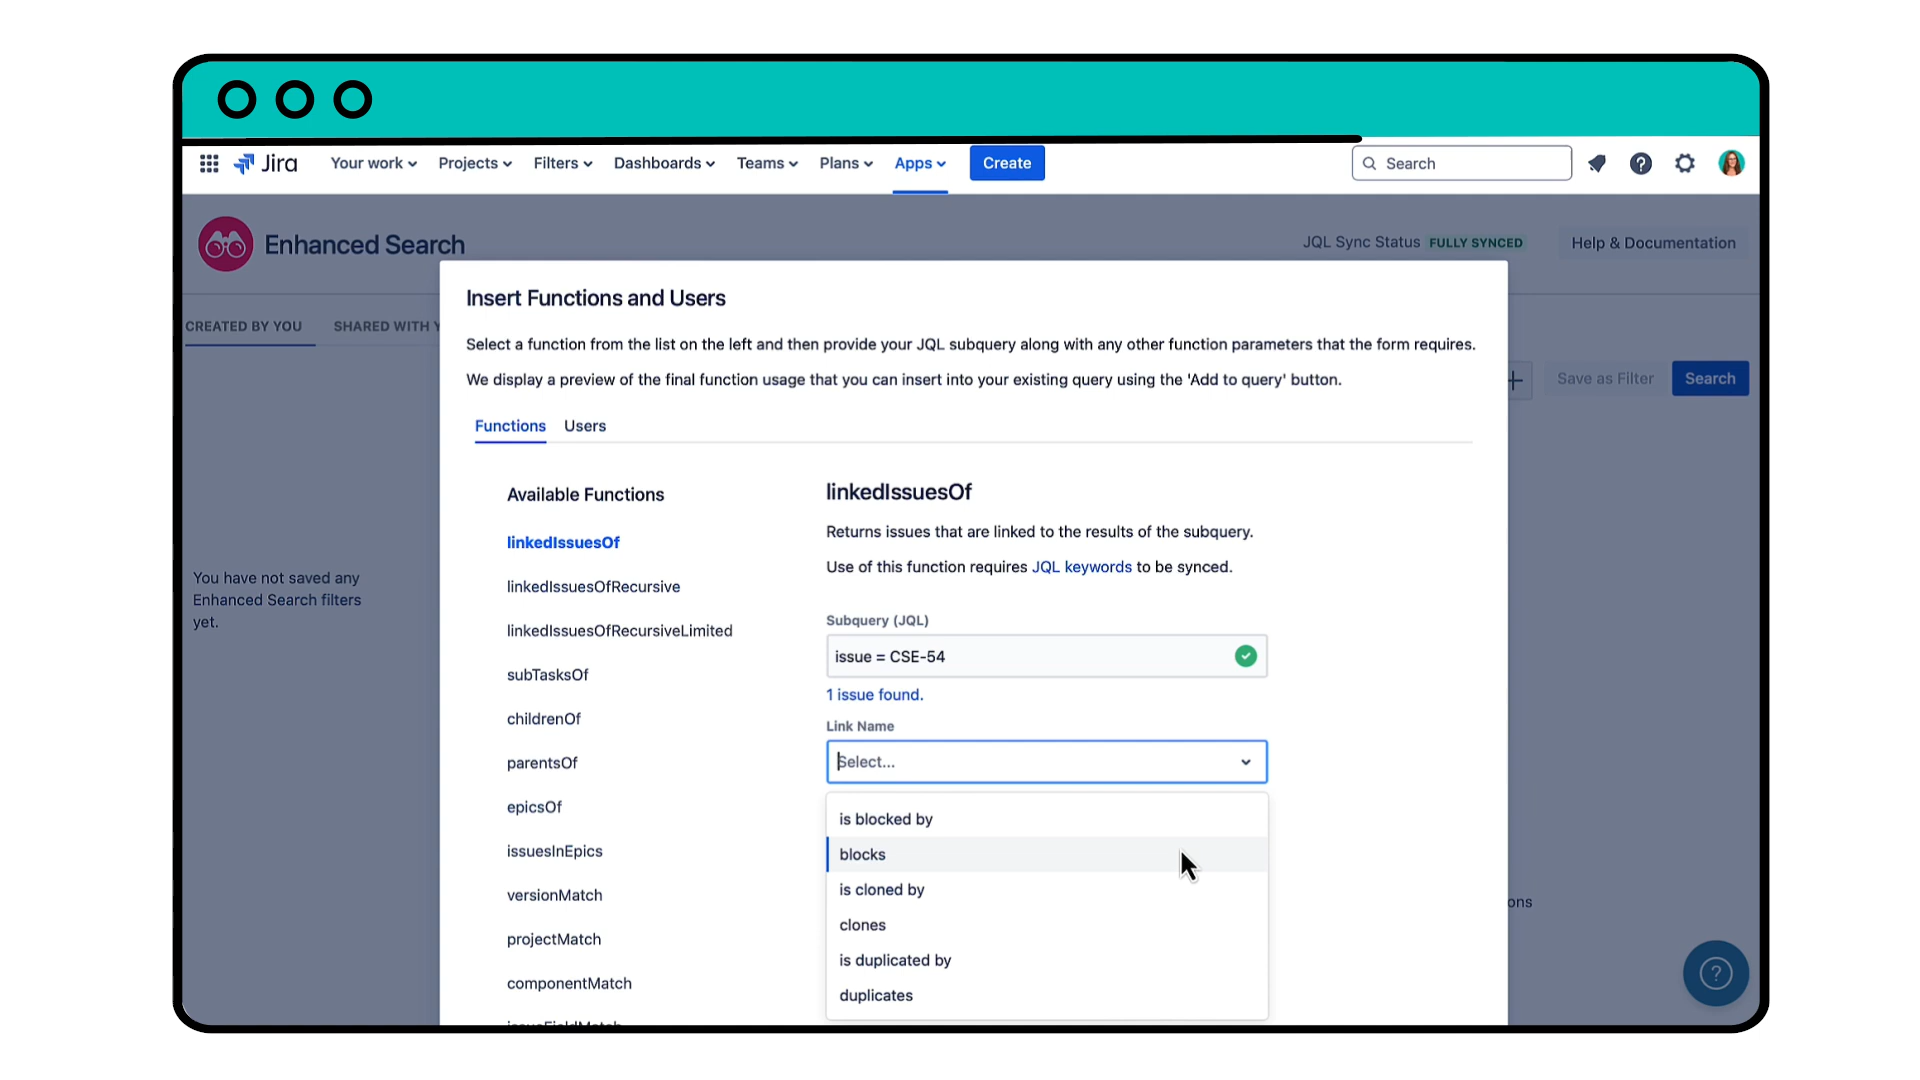 Jira
Your work
Projects
Filters
Dashboards
Teams
Plans
Apps
Create
Search
Enhanced Search
JQL Sync Status FULLY SYNCED
Help & Documentation
CREATED BY YOU
SHARED WITH Y
Save as Filter
Search
You have not saved any
Enhanced Search filters
yet.
Insert Functions and Users
Select a function from the list on the left and then provide your JQL subquery along with any other function parameters that the form requires.
We display a preview of the final function usage that you can insert into your existing query using the 'Add to query' button.
Functions
Users
Available Functions
linkedIssuesOf
linkedIssuesOfRecursive
linkedIssuesOfRecursiveLimited
subTasksOf
childrenOf
parentsOf
epicsOf
issuesInEpics
versionMatch
projectMatch
componentMatch
issueFieldMatch
linkedIssuesOf
Returns issues that are linked to the results of the subquery.
Use of this function requires JQL keywords to be synced.
Subquery (JQL)
issue = CSE-54
1 issue found.
Link Name
Select...
is blocked by
blocks
is cloned by
clones
is duplicated by
duplicates
ons